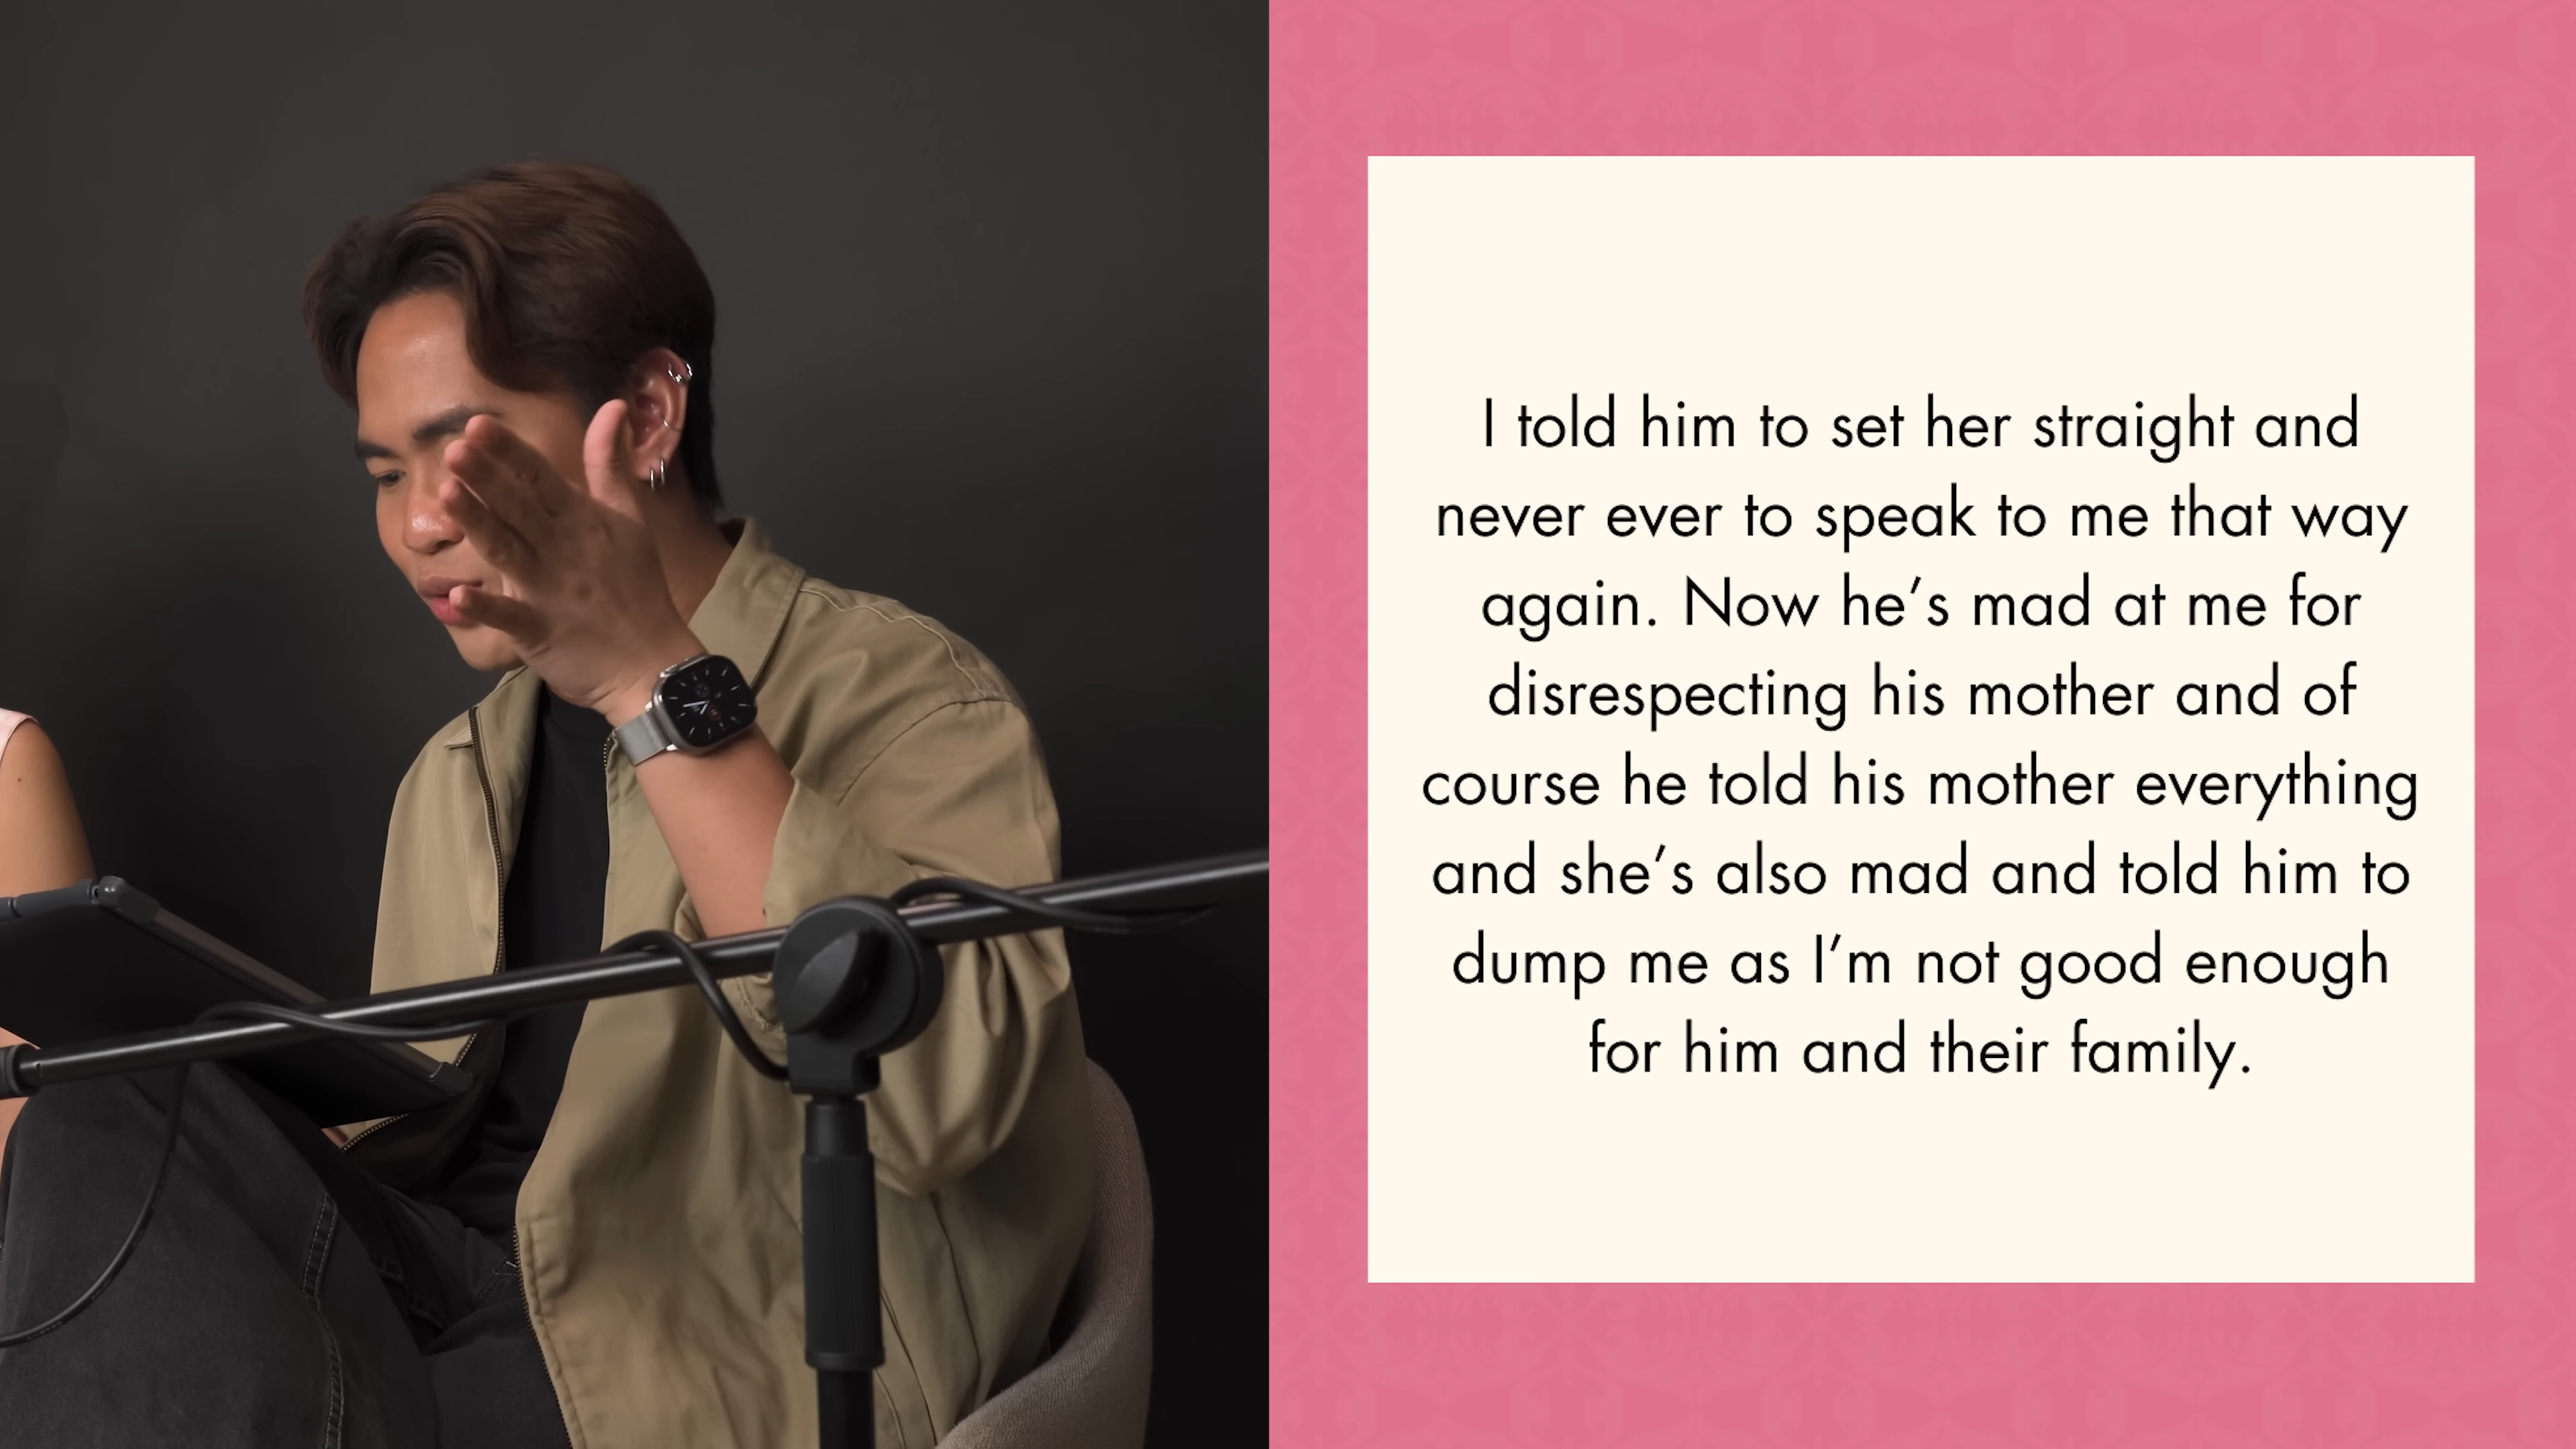 I told him to set her straight and
never ever to speak to me that way
again. Now he’s mad at me for
disrespecting his mother and of
course he told his mother everything
and she’s also mad and told him to
dump me as I’m not good enough
for him and their family.